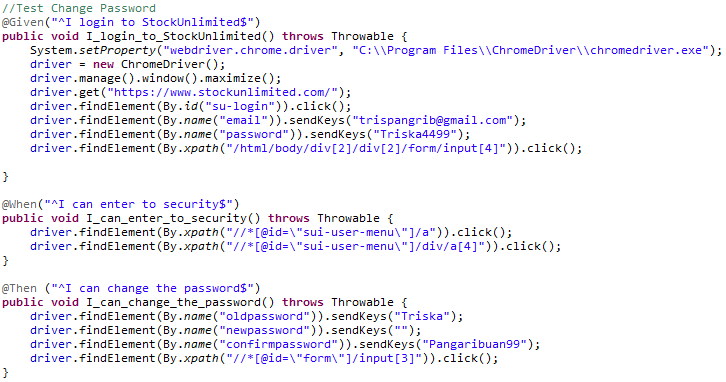 //Test Change Password
@Given("^I login to StockUnlimited$")
public void I_login_to_StockUnlimited() throws Throwable {
    System.setProperty("webdriver.chrome.driver", "C:\\Program Files\\ChromeDriver\\chromedriver.exe");
    driver = new ChromeDriver();
    driver.manage().window().maximize();
    driver.get("https://www.stockunlimited.com/");
    driver.findElement(By.id("su-login")).click();
    driver.findElement(By.name("email")).sendKeys("trispangrib@gmail.com");
    driver.findElement(By.name("password")).sendKeys("Triska4499");
    driver.findElement(By.xpath("/html/body/div[2]/div[2]/form/input[4]")).click();
}
@When("^I can enter to security$")
public void I_can_enter_to_security() throws Throwable {
    driver.findElement(By.xpath("//*[@id=\"sui-user-menu\"]/a")).click();
    driver.findElement(By.xpath("//*[@id=\"sui-user-menu\"]/div/a[4]")).click();
}
@Then ("^I can change the password$")
public void I_can_change_the_password() throws Throwable {
    driver.findElement(By.name("oldpassword")).sendKeys("Triska");
    driver.findElement(By.name("newpassword")).sendKeys("");
    driver.findElement(By.name("confirmpassword")).sendKeys("Pangaribuan99");
    driver.findElement(By.xpath("//*[@id=\"form\"]/input[3]")).click();
}